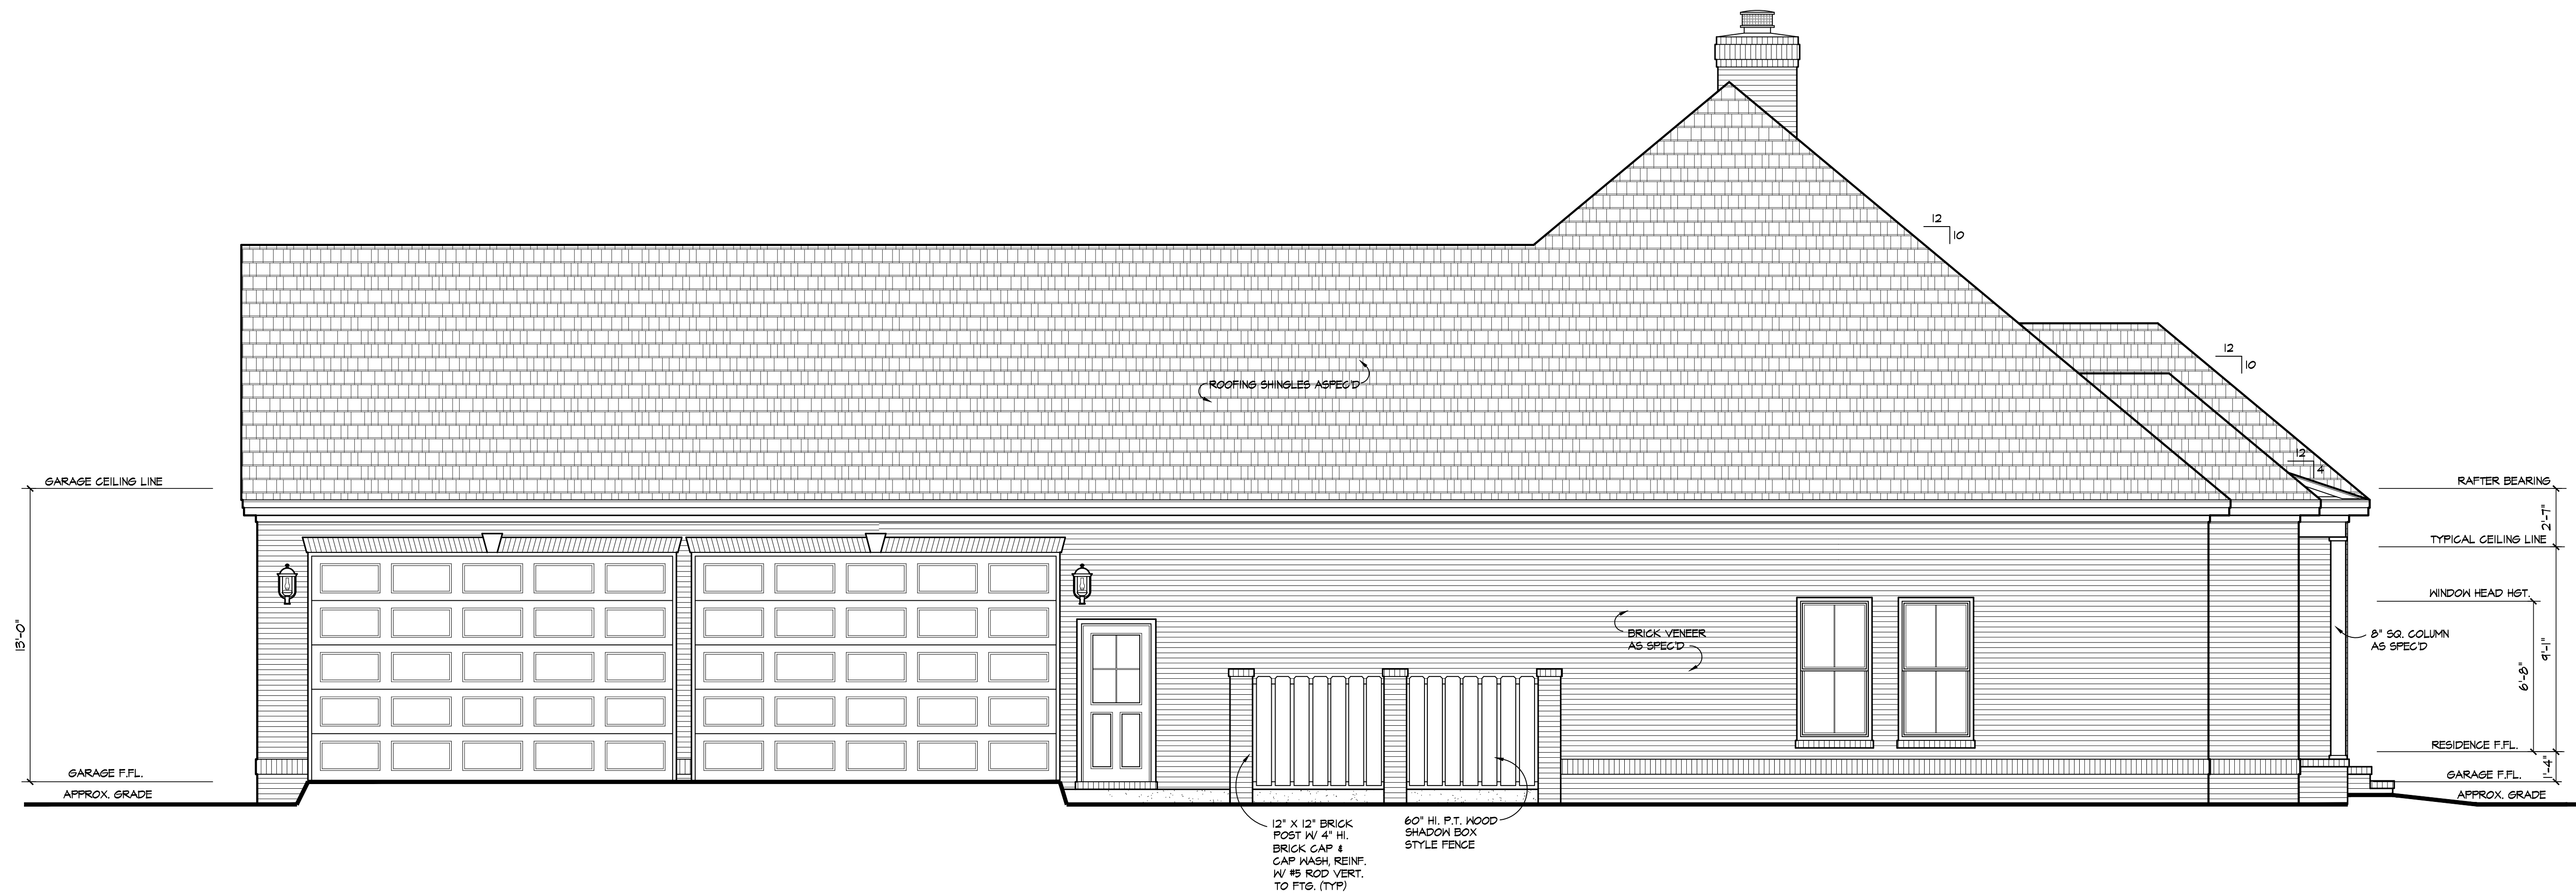 12
10
12
10
ROOFING SHINGLES ASPEC'D
12
4
GARAGE CEILING LINE
RAFTER BEARING
2'-7"
TYPICAL CEILING LINE
WINDOW HEAD HGT.
13'-0"
BRICK VENEER
AS SPEC'D
8" SQ. COLUMN
AS SPEC'D
9'-1"
6'-8"
RESIDENCE F.FL.
1'-4"
GARAGE F.FL.
GARAGE F.FL.
APPROX. GRADE
APPROX. GRADE
12" X 12" BRICK
POST W/ 4" HI.
BRICK CAP &
CAP WASH, REINF.
W/ #5 ROD VERT.
TO FTG. (TYP)
60" HI. P.T. WOOD
SHADOW BOX
STYLE FENCE